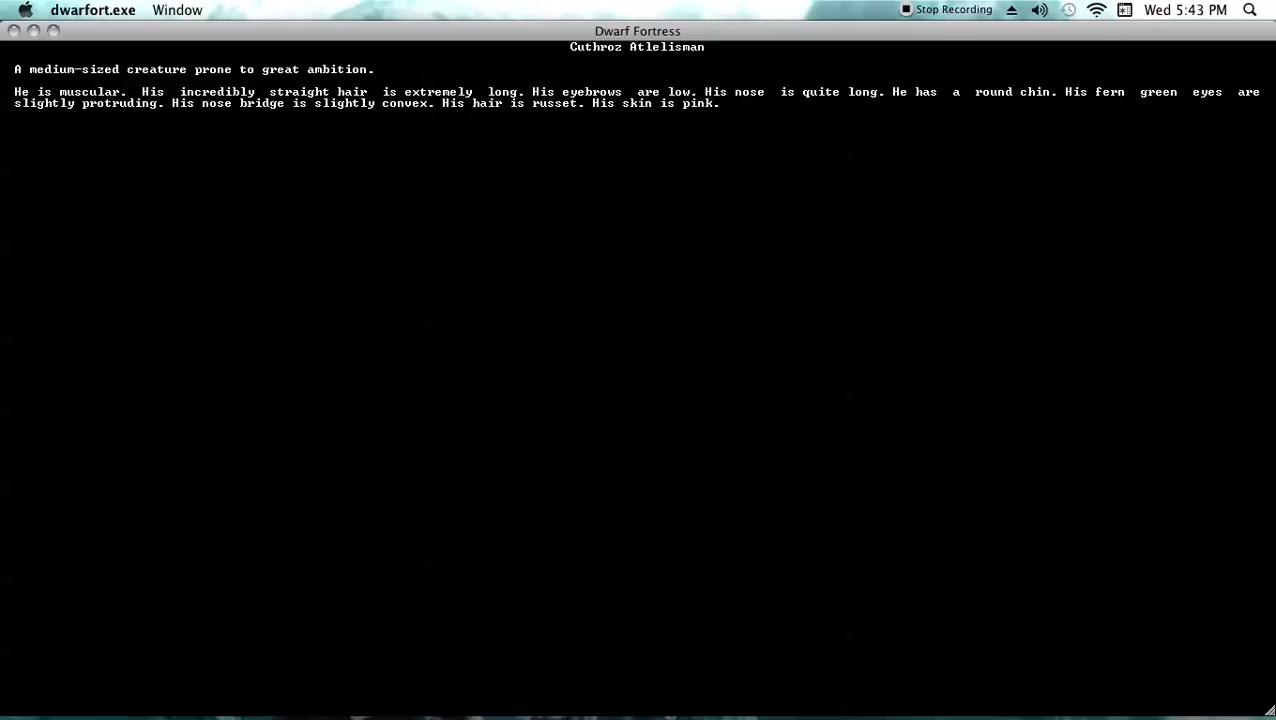 dwarfort.exe Window Stop Recording Wed 5:43 PM
Dwarf Fortress
Cuthroz Atlelisman
A medium-sized creature prone to great ambition.
He is muscular. His incredibly straight hair is extremely long. His eyebrows are low. His nose is quite long. He has a round chin. His fern green eyes are
slightly protruding. His nose bridge is slightly convex. His hair is russet. His skin is pink.